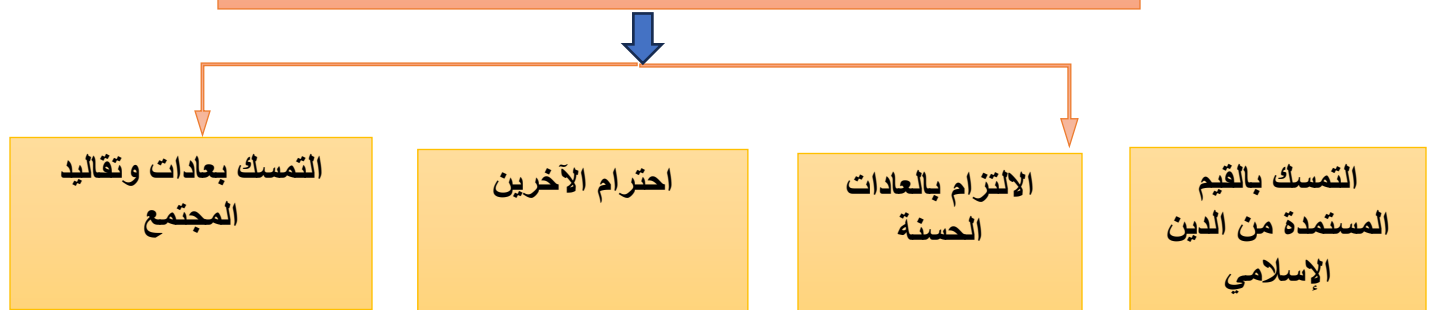 التمسك بالقيم
المستمدة من الدين
الإسلامي
الالتزام بالعادات
الحسنة
احترام الآخرين
التمسك بعادات وتقاليد
المجتمع